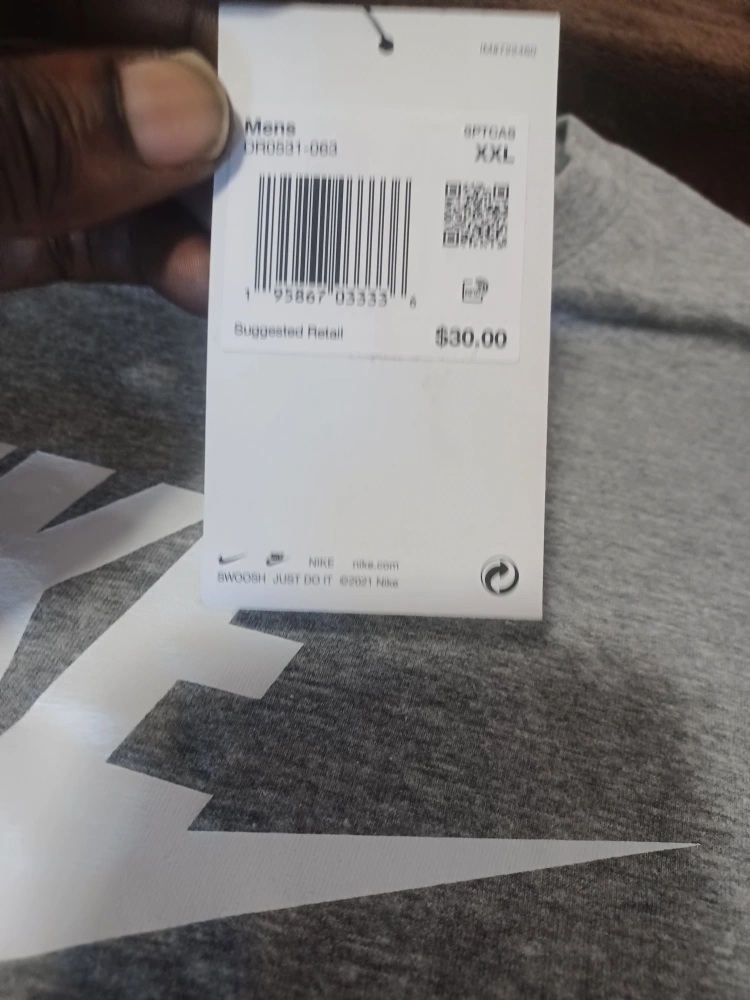 Mens
SPTCAS
DR0531-063
XXL
1 95867 03333 6
Suggested Retail
$30.00
NIKE nike.com
SWOOSH JUST DO IT ©2021 Nike